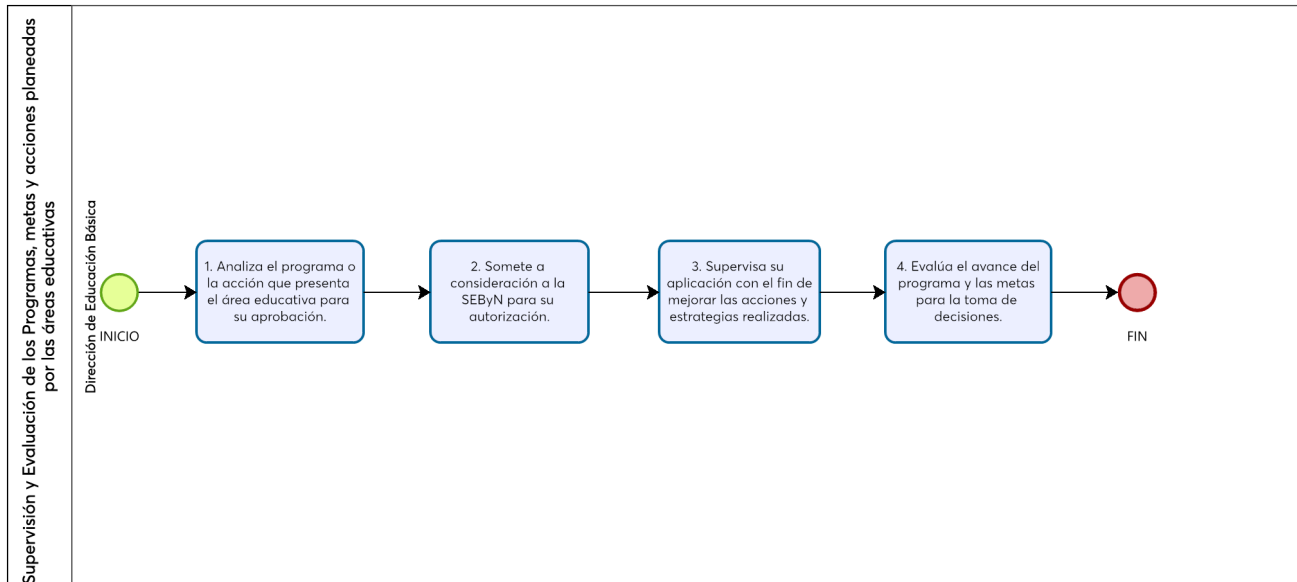 Supervisión y Evaluación de los Programas, metas y acciones planeadas
por las áreas educativas
Dirección de Educación Básica
INICIO
1. Analiza el programa o
la acción que presenta
el área educativa para
su aprobación.
2. Somete a
consideración a la
SEByN para su
autorización.
3. Supervisa su
aplicación con el fin de
mejorar las acciones y
estrategias realizadas.
4. Evalúa el avance del
programa y las metas
para la toma de
decisiones.
FIN